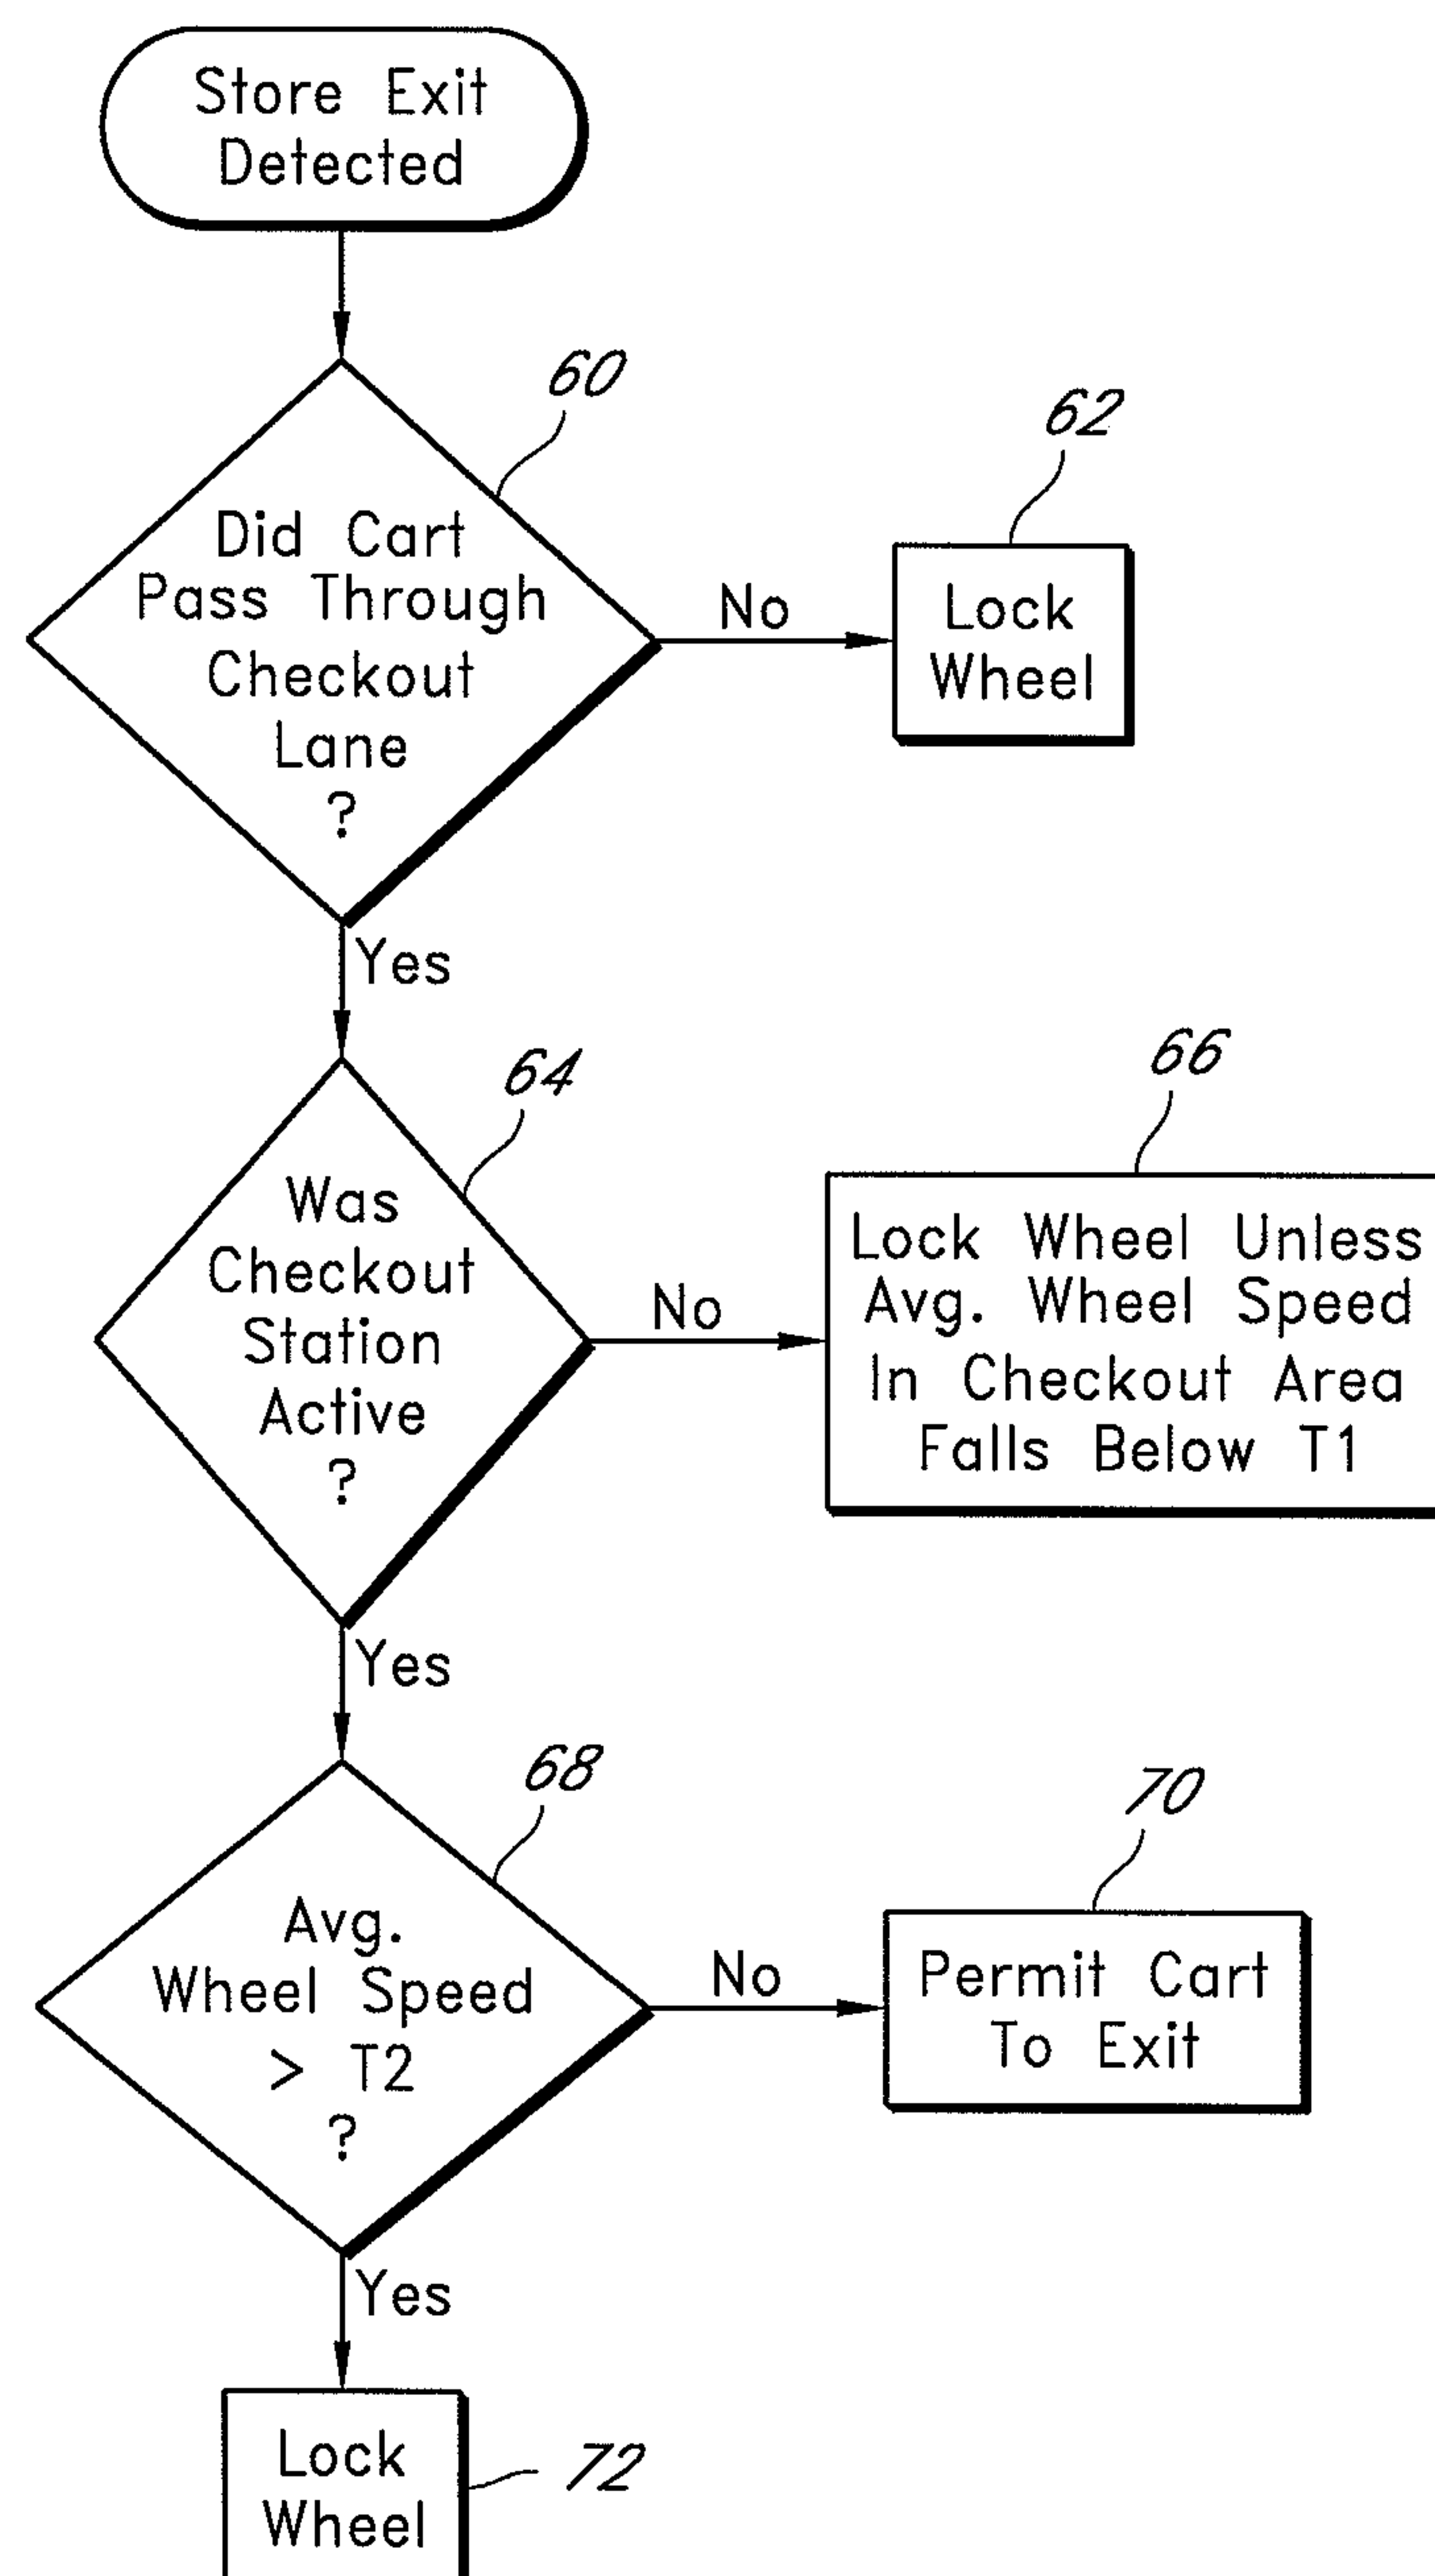 Store Exit
Detected
60
Did Cart
Pass Through
Checkout
Lane
?
No
62
Lock
Wheel
Yes
64
Was
Checkout
Station
Active
?
No
66
Lock Wheel Unless
Avg. Wheel Speed
In Checkout Area
Falls Below T1
Yes
68
Avg.
Wheel Speed
> T2
?
No
70
Permit Cart
To Exit
Yes
Lock
Wheel
72